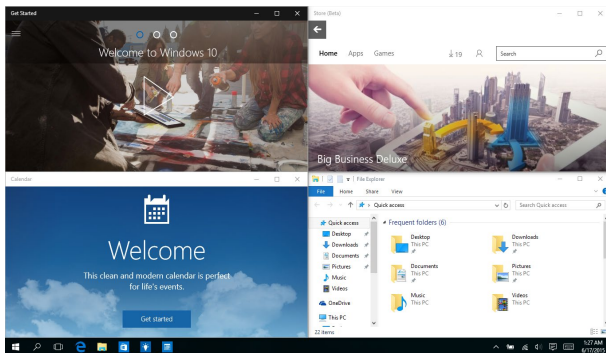 Get Started
Welcome to Windows 10
Store (Beta)
Home Apps Games 19 Search
Big Business Deluxe
Calendar
Welcome
This clean and modern calendar is perfect
for life's events.
Get started
File Explorer
File Home Share View
Quick access Search Quick access
Quick access
Desktop
Downloads
Documents
Pictures
Music
Videos
OneDrive
This PC
Frequent folders (6)
Desktop
This PC
Downloads
This PC
Documents
This PC
Pictures
This PC
Music
This PC
Videos
This PC
22 items
1:27 AM
6/17/2015